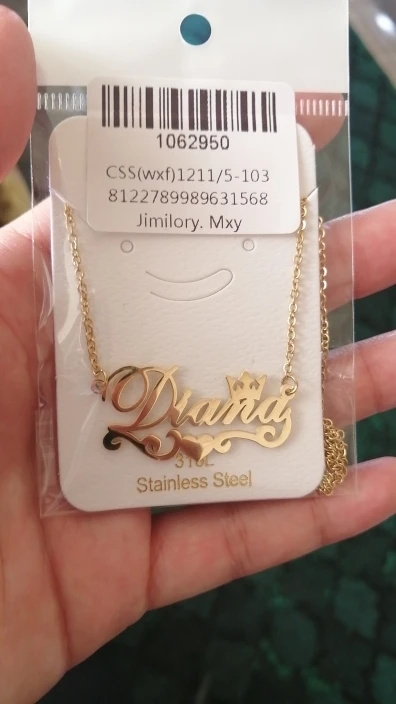 1062950
CSS(wxf)1211/5-103
8122789989631568
Jimilory. Mxy
Diana
316L
Stainless Steel